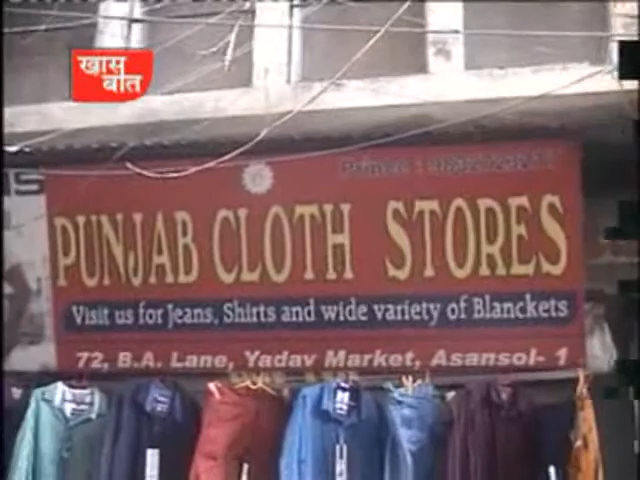 खास
बात
PUNJAB CLOTH STORES
Visit us for Jeans, Shirts and wide variety of Blanckets
72, B.A. Lane, Yadav Market, Asansol- 1